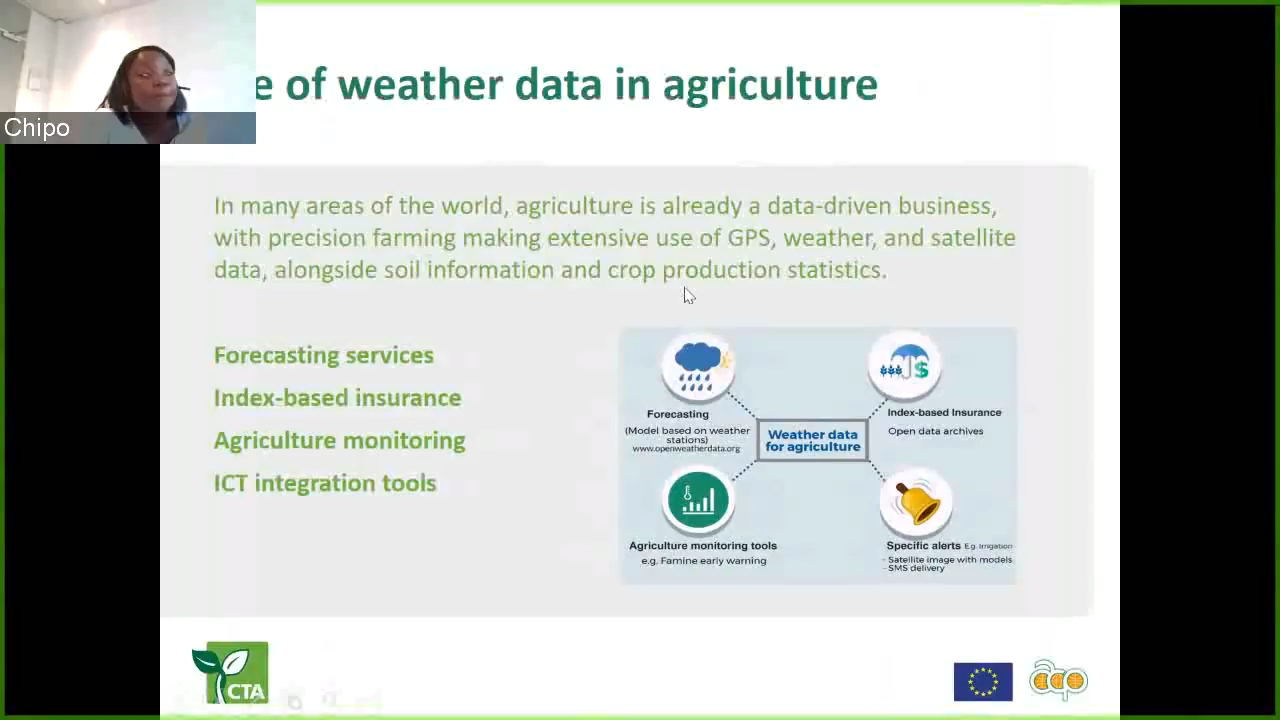 Chipo
e of weather data in agriculture
In many areas of the world, agriculture is already a data-driven business,
with precision farming making extensive use of GPS, weather, and satellite
data, alongside soil information and crop production statistics.
Forecasting services
Index-based insurance
Agriculture monitoring
ICT integration tools
Forecasting
(Model based on weather
stations)
www.openweatherdata.org
Index-based Insurance
Open data archives
Weather data
for agriculture
Agriculture monitoring tools
e.g. Famine early warning
Specific alerts E.g. Irrigation
- Satellite image with models
- SMS delivery
CTA
acp